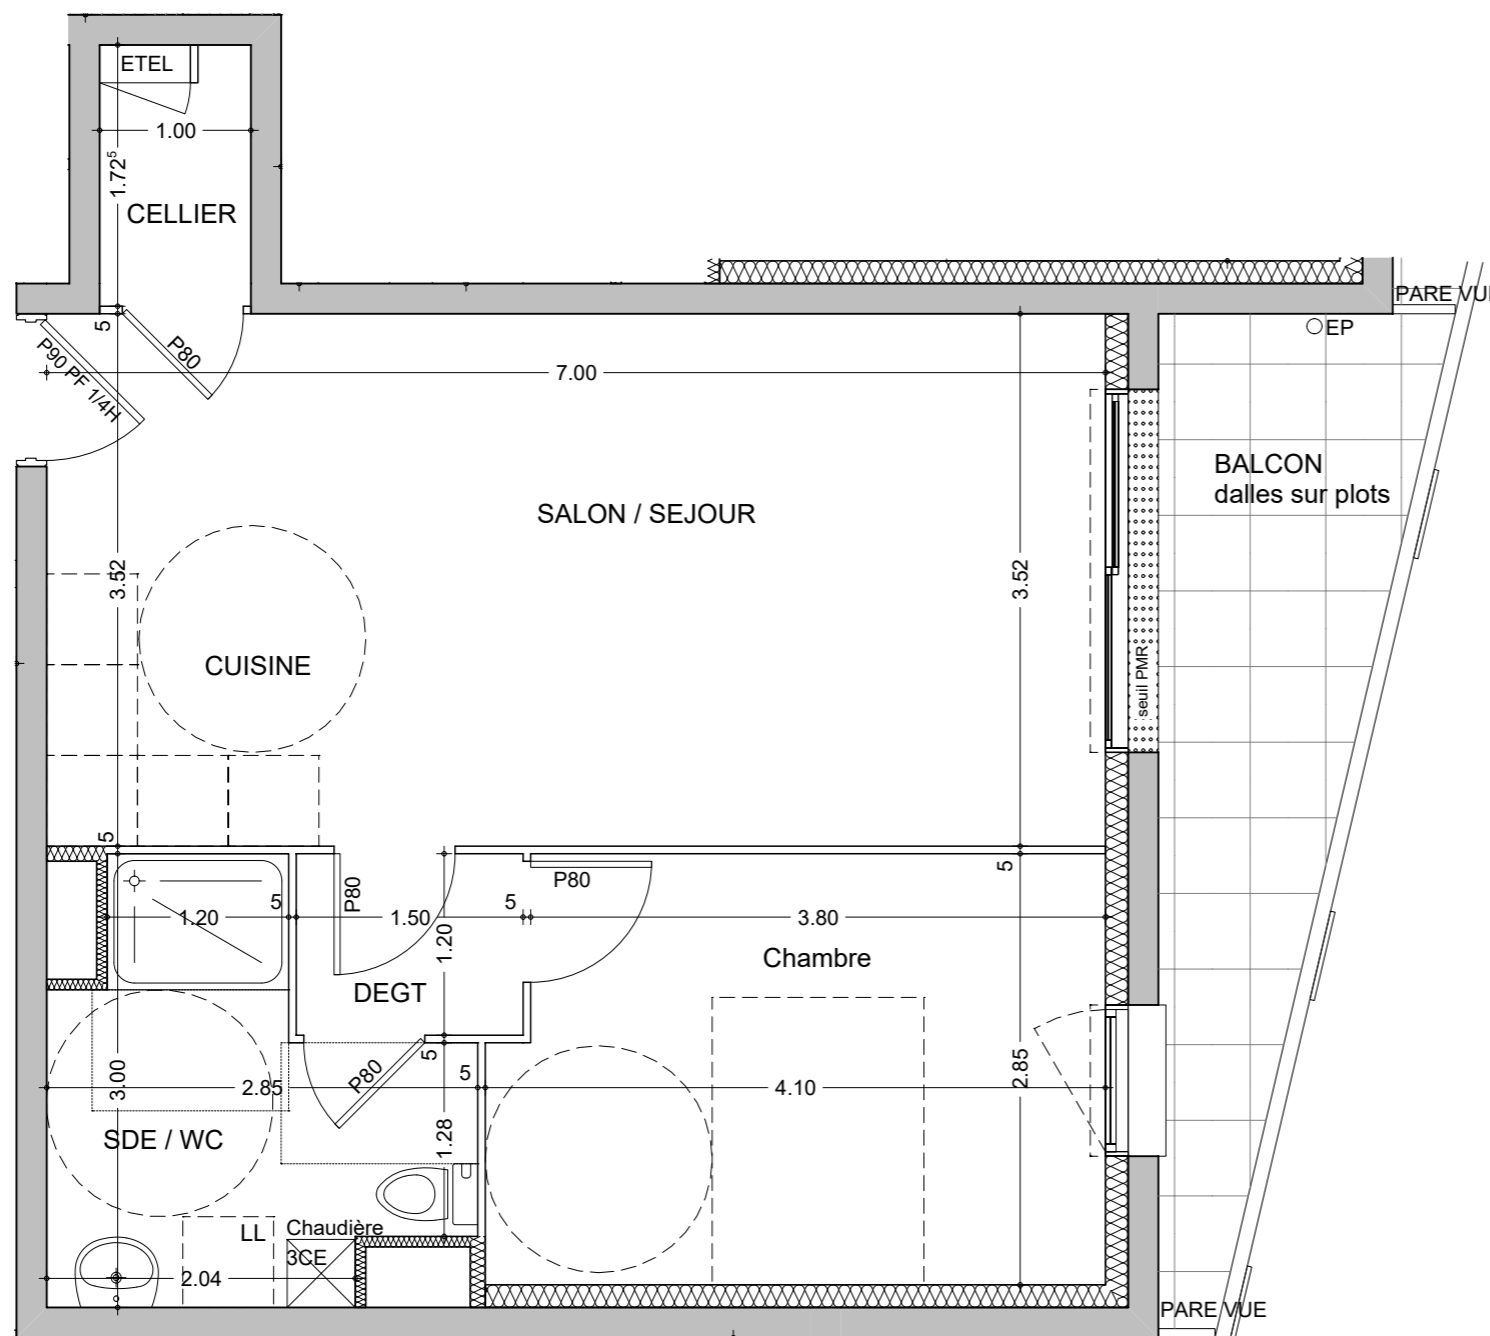 ETEL
1.00
1.72⁵
CELLIER
PARE VUE
EP
5
P90 PF 1/4H
P80
7.00
BALCON
dalles sur plots
SALON / SEJOUR
3.52
3.52
CUISINE
seuil PMR
5
5
P80
P80
1.20
5
1.50
5
3.80
1.20
Chambre
DEGT
3.00
2.85
P80
5
5
4.10
2.85
SDE / WC
1.28
LL
Chaudière
3CE
2.04
PARE VUE